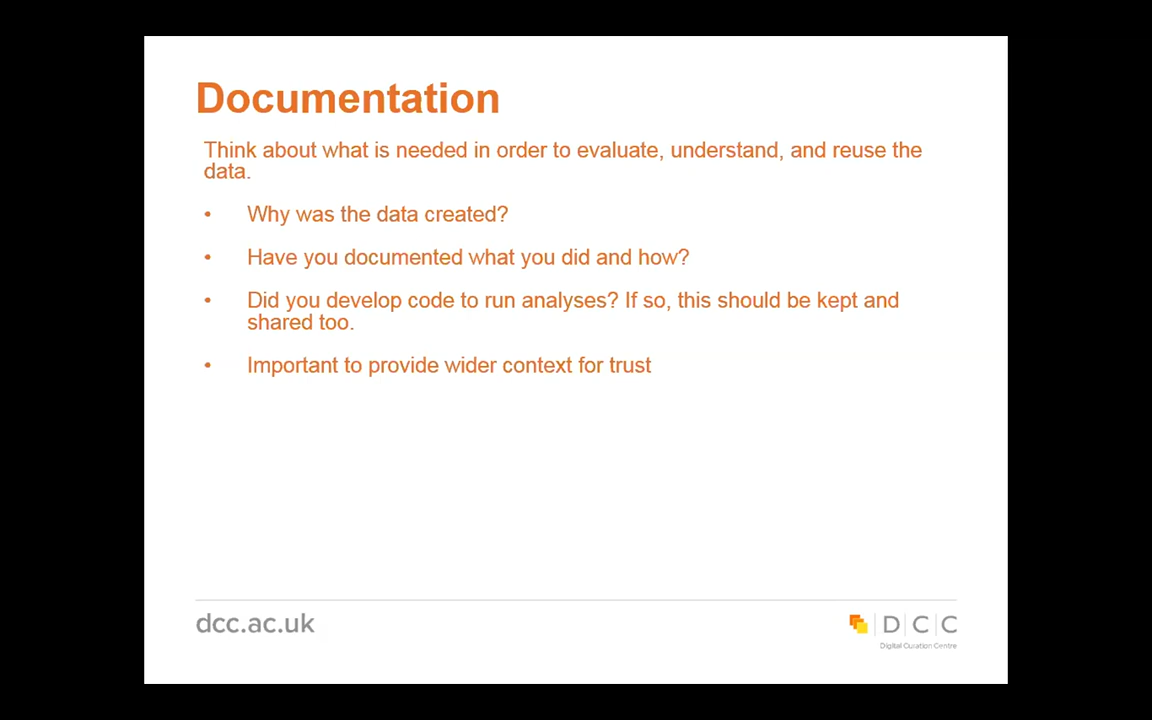 Documentation
Think about what is needed in order to evaluate, understand, and reuse the
data.
• Why was the data created?
• Have you documented what you did and how?
• Did you develop code to run analyses? If so, this should be kept and
shared too.
• Important to provide wider context for trust
dcc.ac.uk
D|C|C
Digital Curation Centre